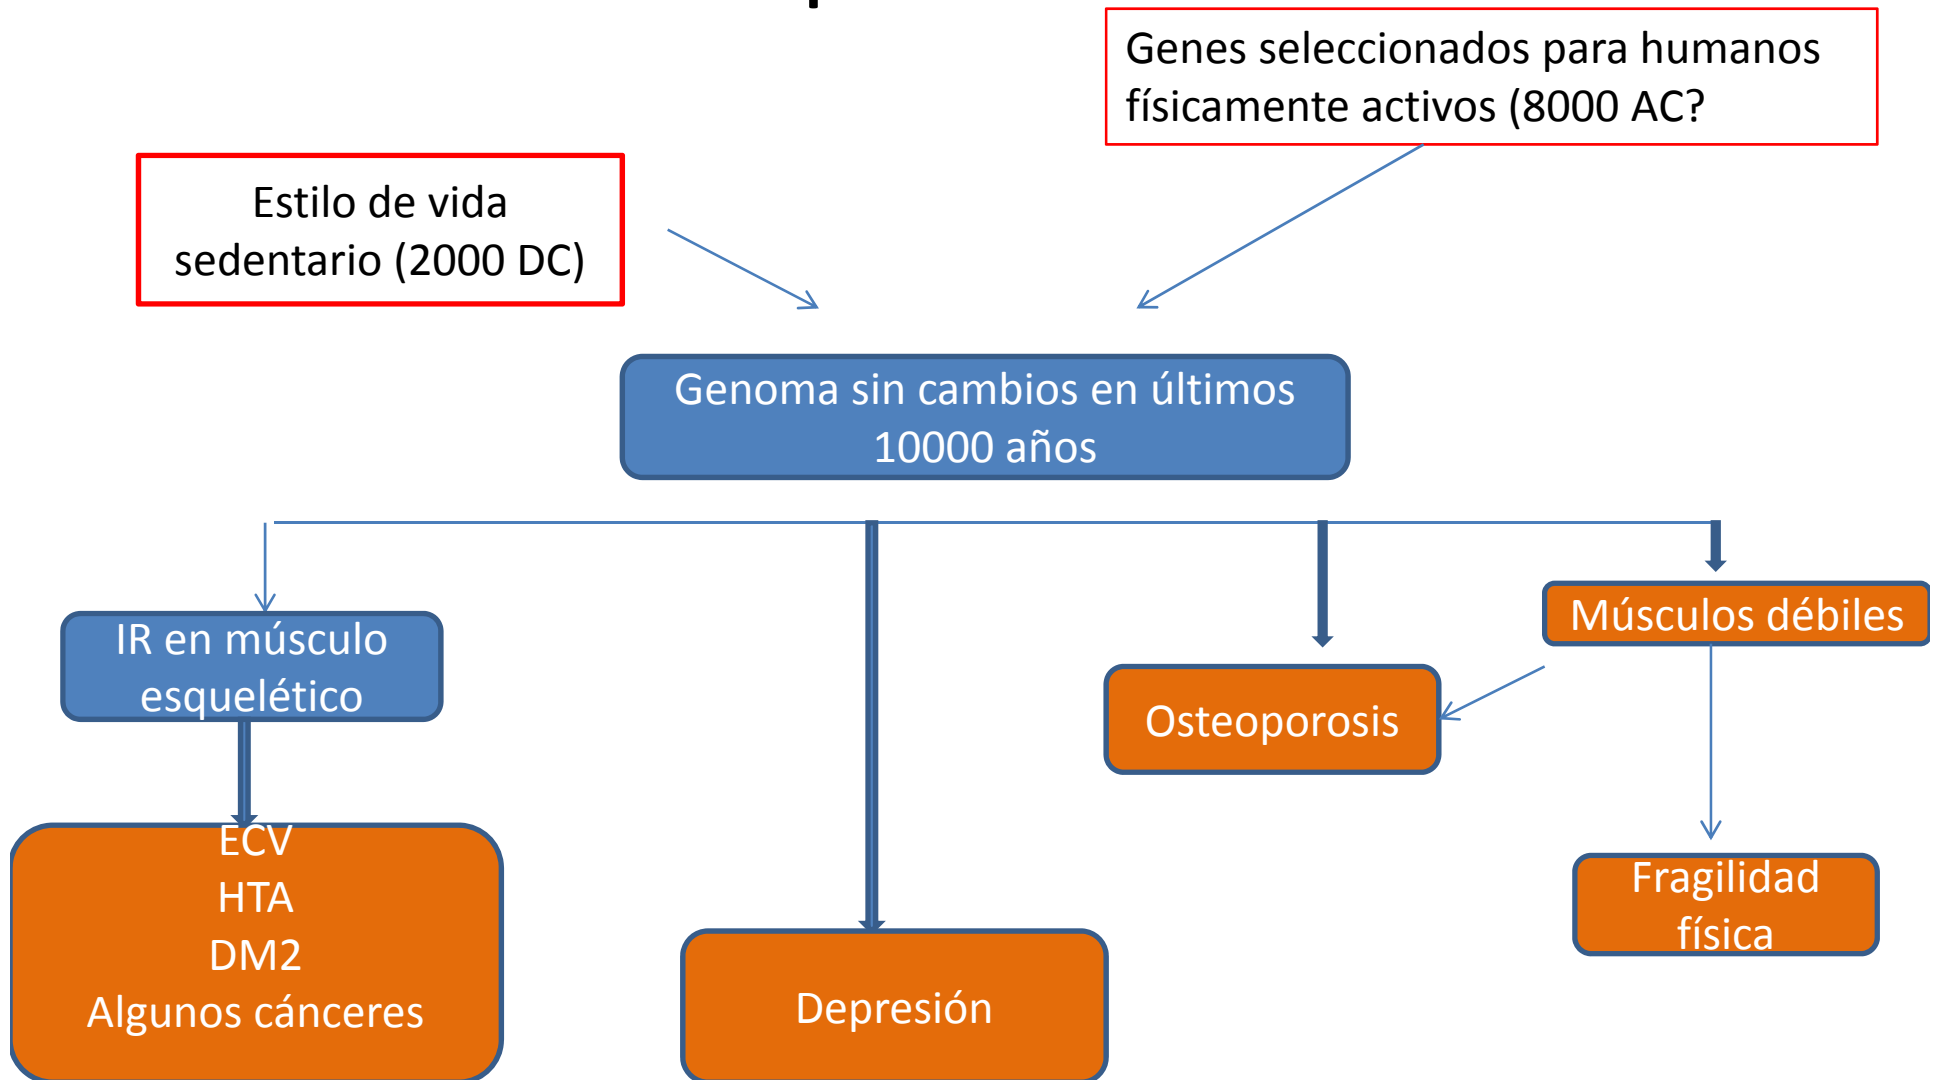 Genes seleccionados para humanos
físicamente activos (8000 AC?
Estilo de vida
sedentario (2000 DC)
Genoma sin cambios en últimos
10000 años
IR en músculo
esquelético
Músculos débiles
Osteoporosis
ECV
HTA
DM2
Algunos cánceres
Fragilidad
física
Depresión